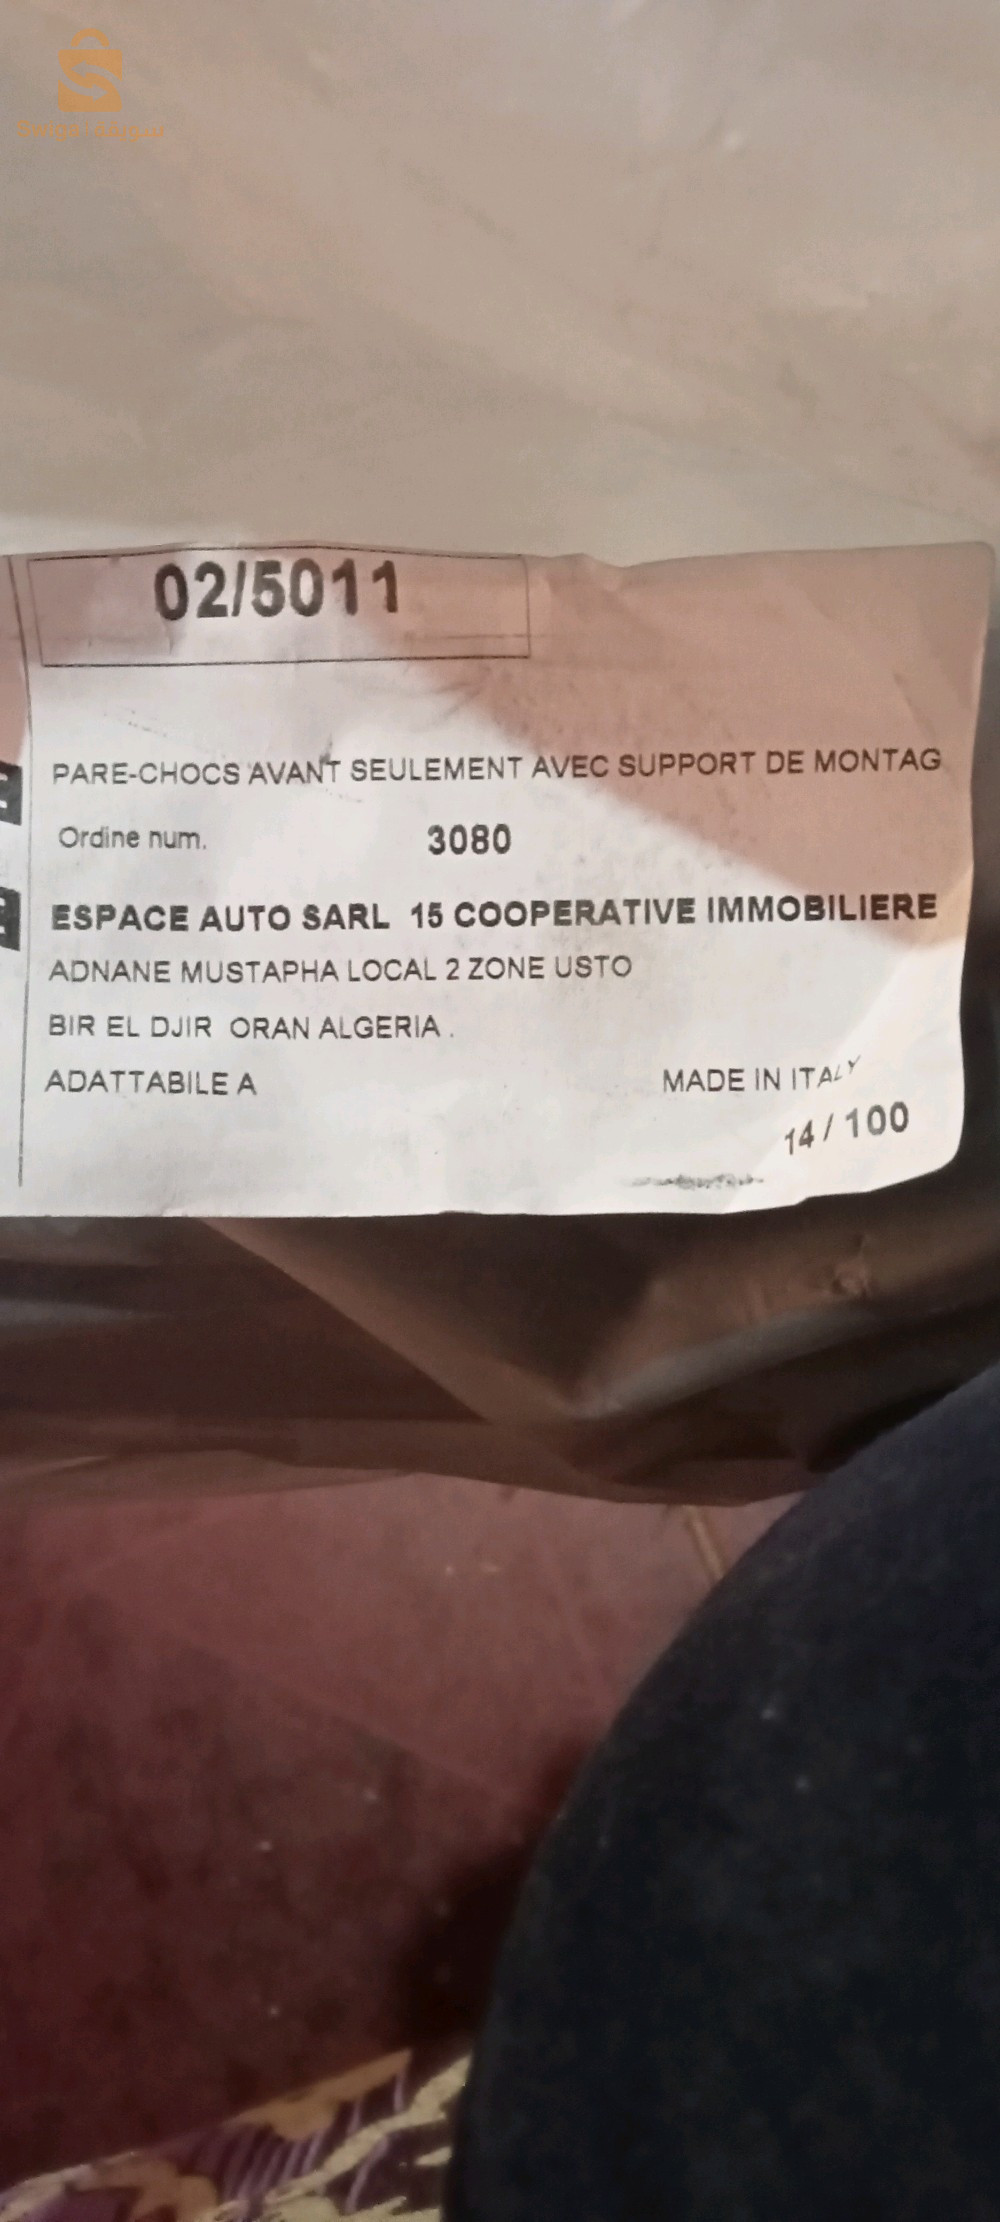 02/5011
PARE-CHOCS AVANT SEULEMENT AVEC SUPPORT DE MONTAG
Ordine num. 3080
ESPACE AUTO SARL 15 COOPERATIVE IMMOBILIERE
ADNANE MUSTAPHA LOCAL 2 ZONE USTO
BIR EL DJIR ORAN ALGERIA .
ADATTABILE A MADE IN ITALY
14 / 100